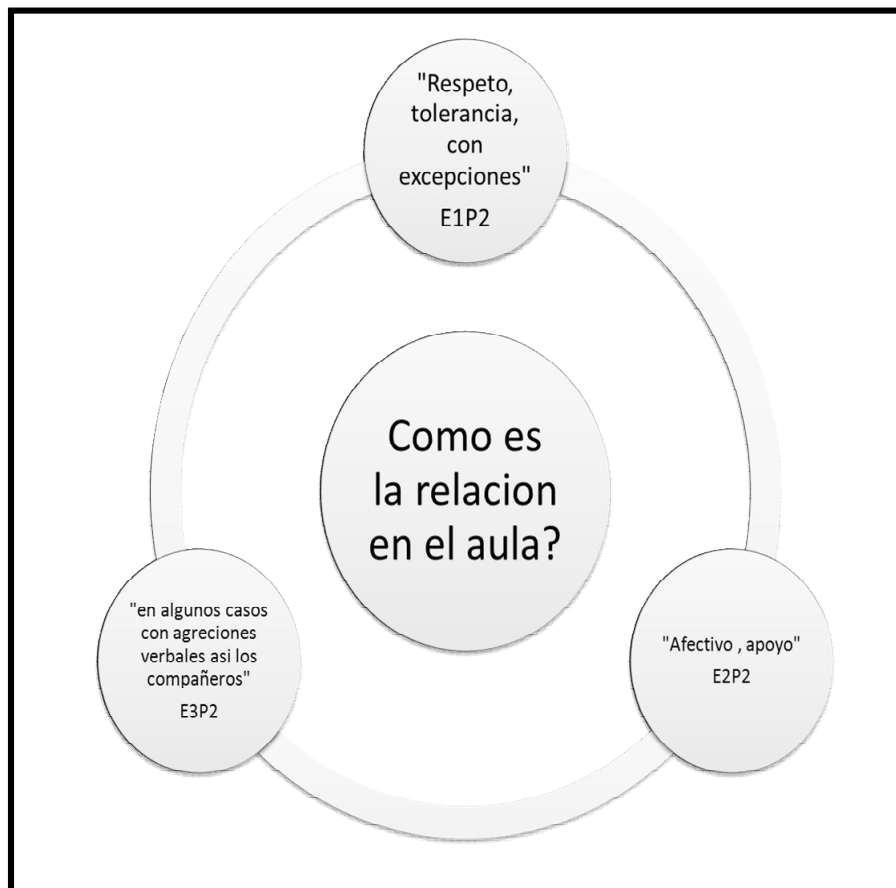 "Respeto,
tolerancia,
con
excepciones"
E1P2
Como es
la relacion
en el aula?
"en algunos casos
con agreciones
verbales asi los
compañeros"
E3P2
"Afectivo , apoyo"
E2P2